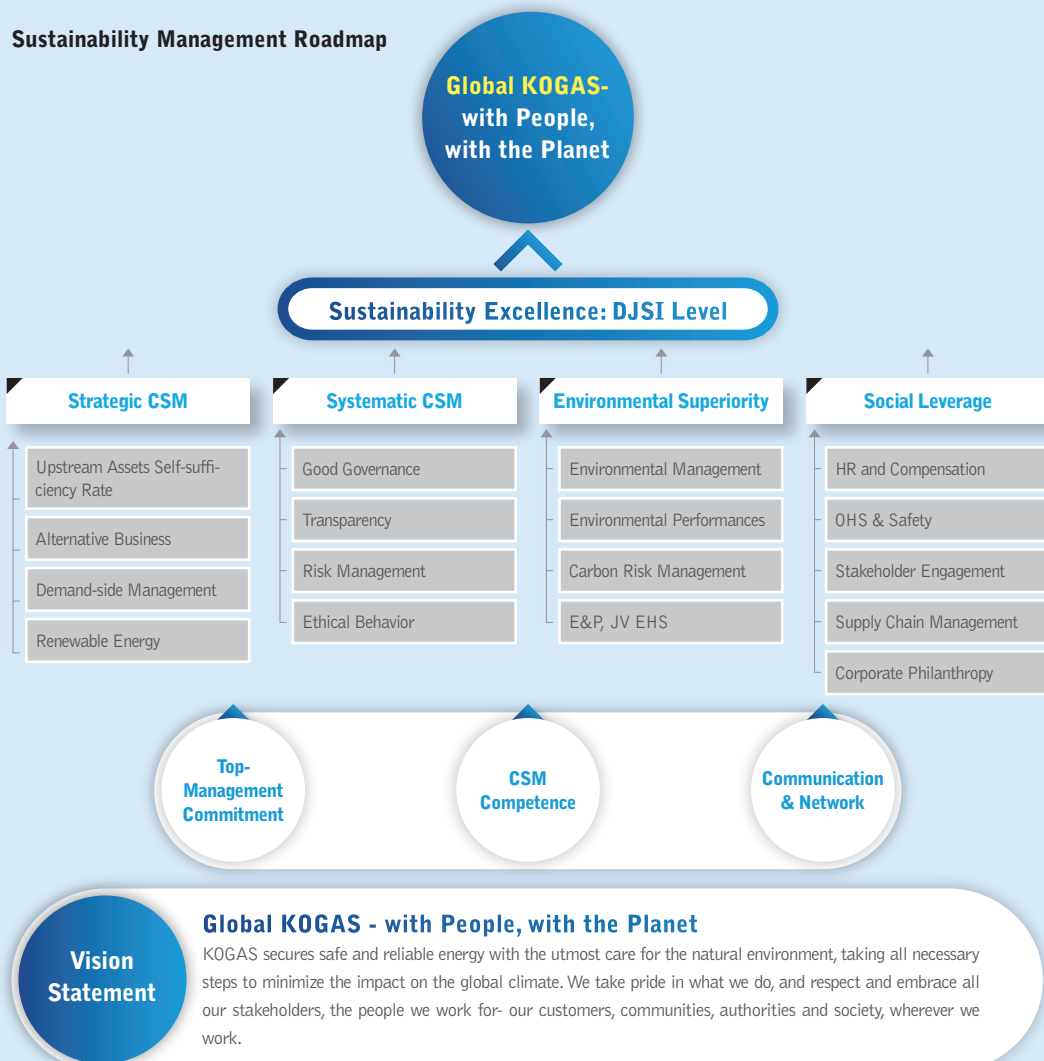 Sustainability Management Roadmap
Global KOGAS-
with People,
with the Planet
Sustainability Excellence: DJSI Level
Strategic CSM
Upstream Assets Self-suffi-
ciency Rate
Alternative Business
Demand-side Management
Renewable Energy
Systematic CSM
Good Governance
Transparency
Risk Management
Ethical Behavior
Environmental Superiority
Environmental Management
Environmental Performances
Carbon Risk Management
E&P, JV EHS
Social Leverage
HR and Compensation
OHS & Safety
Stakeholder Engagement
Supply Chain Management
Corporate Philanthropy
Top-
Management
Commitment
CSM
Competence
Communication
& Network
Vision
Statement
Global KOGAS - with People, with the Planet
KOGAS secures safe and reliable energy with the utmost care for the natural environment, taking all necessary
steps to minimize the impact on the global climate. We take pride in what we do, and respect and embrace all
our stakeholders, the people we work for- our customers, communities, authorities and society, wherever we
work.